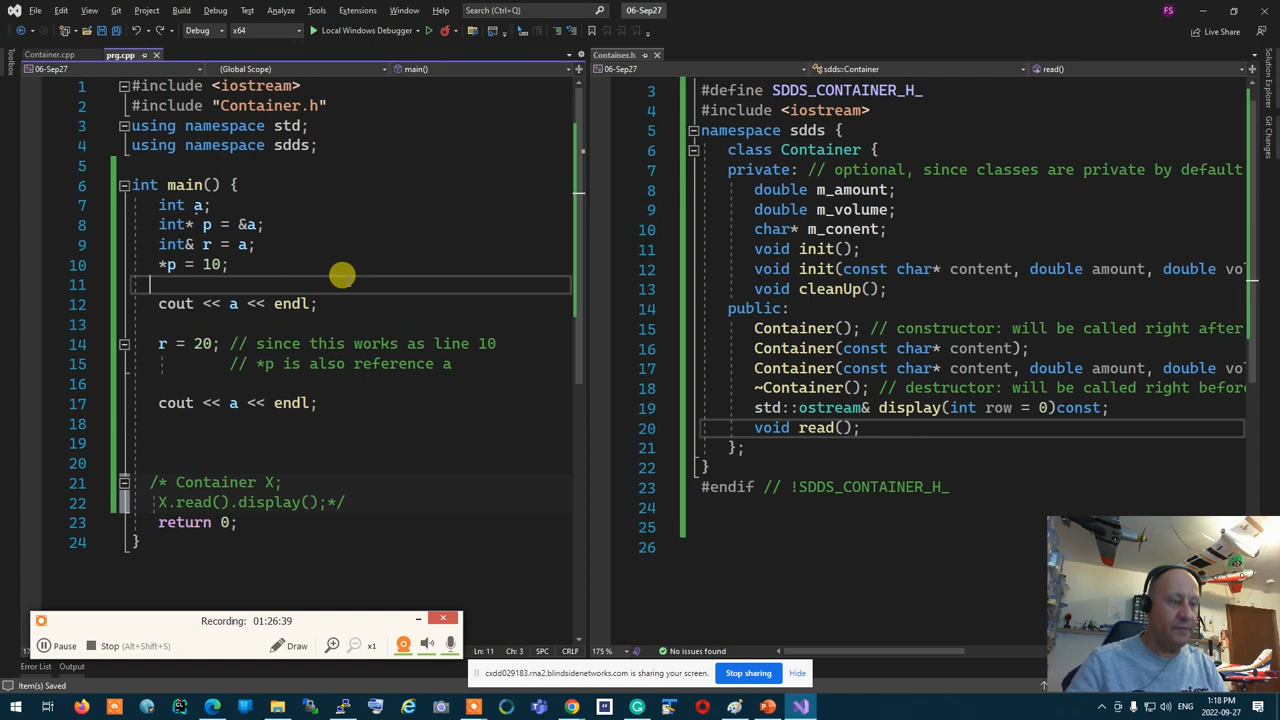 File Edit View Git Project Build Debug Test Analyze Tools Extensions Window Help Search (Ctrl+Q) 06-Sep27 FS
Debug x64 Local Windows Debugger Live Share
Container.cpp prg.cpp Container.h
06-Sep27 (Global Scope) main() 06-Sep27 sdds::Container read()
Toolbox
Solution Explorer
Git Changes
1 #include <iostream>
2 #include "Container.h"
3 using namespace std;
4 using namespace sdds;
5
6 int main() {
7 int a;
8 int* p = &a;
9 int& r = a;
10 *p = 10;
11
12 cout << a << endl;
13
14 r = 20; // since this works as line 10
15 // *p is also reference a
16
17 cout << a << endl;
18
19
20
21 /* Container X;
22 X.read().display();*/
23 return 0;
24 }
3 #define SDDS_CONTAINER_H_
4 #include <iostream>
5 namespace sdds {
6 class Container {
7 private: // optional, since classes are private by default
8 double m_amount;
9 double m_volume;
10 char* m_conent;
11 void init();
12 void init(const char* content, double amount, double vo
13 void cleanUp();
14 public:
15 Container(); // constructor: will be called right after
16 Container(const char* content);
17 Container(const char* content, double amount, double vo
18 ~Container(); // destructor: will be called right befor
19 std::ostream& display(int row = 0)const;
20 void read();
21 };
22 }
23 #endif // !SDDS_CONTAINER_H_
24
25
26
Recording: 01:26:39
Pause Stop (Alt+Shift+S) Draw x1
Ln: 11 Ch: 3 SPC CRLF 175 % No issues found
Error List Output
cxdd029183.rna2.blindsidenetworks.com is sharing your screen. Stop sharing Hide
Item(s) Saved
1:18 PM
2022-09-27